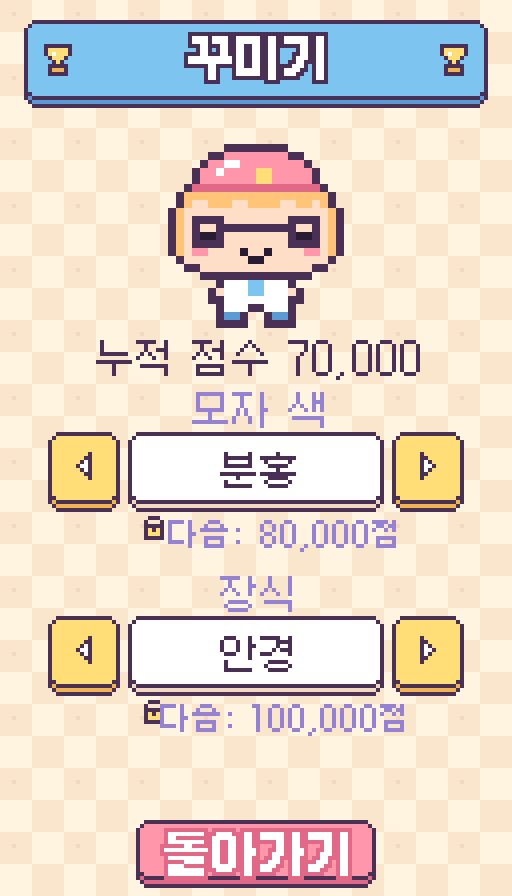 꾸미기
누적 점수 70,000
모자 색
분홍
다음: 80,000점
장식
안경
다음: 100,000점
돌아가기